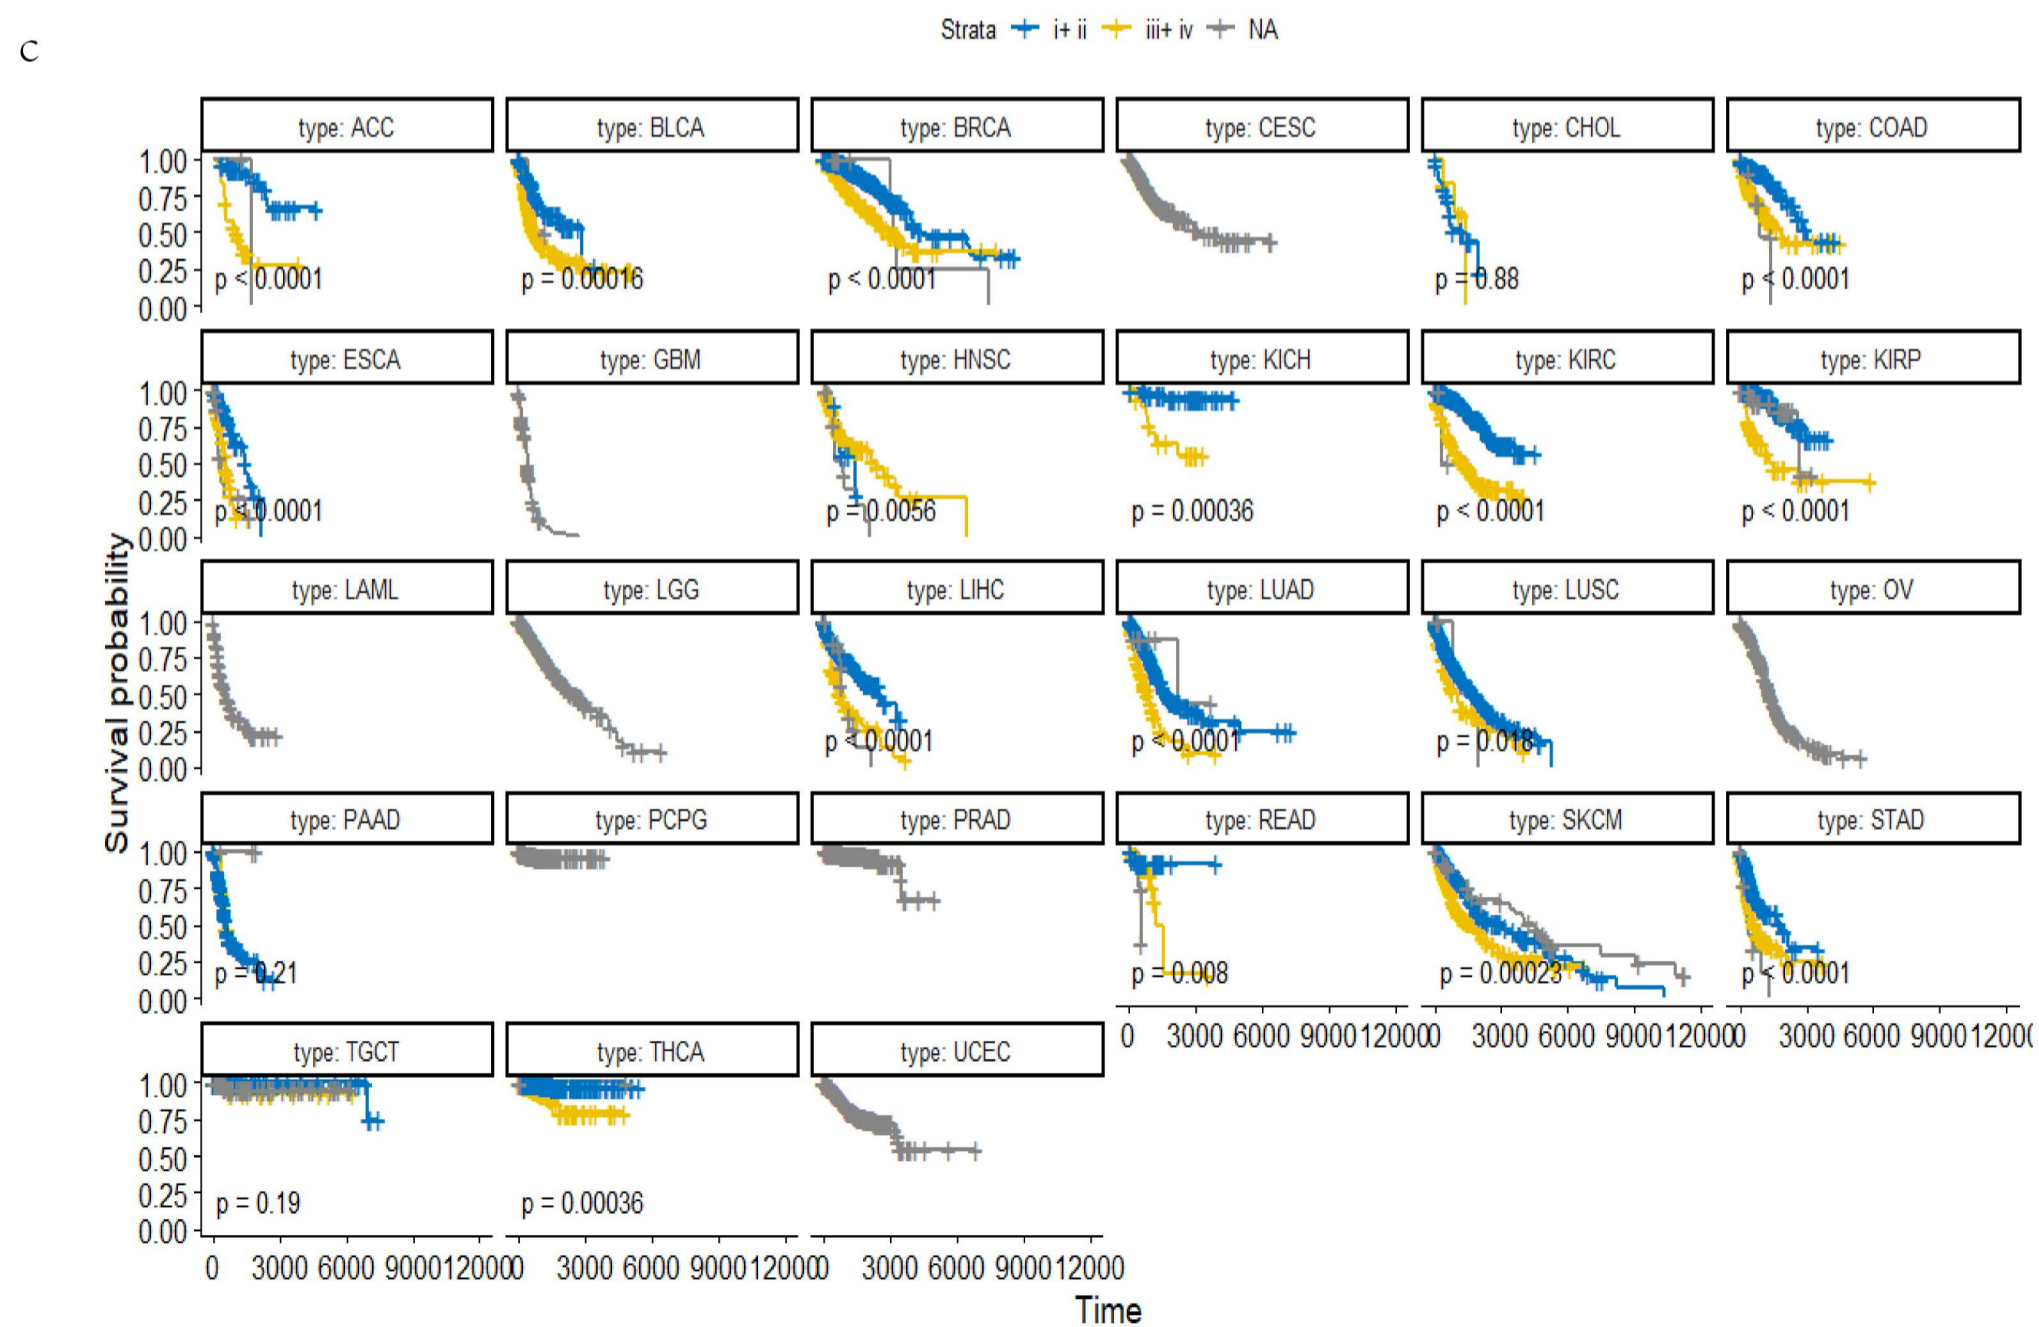 C
Strata i+ ii iii+ iv NA
type: ACC type: BLCA type: BRCA type: CESC type: CHOL type: COAD
1.00
0.75
0.50
0.25
0.00
p < 0.0001 p = 0.00016 p < 0.0001 p = 0.88 p < 0.0001
type: ESCA type: GBM type: HNSC type: KICH type: KIRC type: KIRP
1.00
0.75
0.50
0.25
0.00
p < 0.0001 p = 0.0056 p = 0.00036 p < 0.0001 p < 0.0001
Survival probability
type: LAML type: LGG type: LIHC type: LUAD type: LUSC type: OV
1.00
0.75
0.50
0.25
0.00
p < 0.0001 p < 0.0001 p = 0.018
type: PAAD type: PCPG type: PRAD type: READ type: SKCM type: STAD
1.00
0.75
0.50
0.25
0.00
p = 0.21 p = 0.008 p = 0.00023 p < 0.0001
0 3000 6000 9000 12000 0 3000 6000 9000 12000 0 3000 6000 9000 1200
type: TGCT type: THCA type: UCEC
1.00
0.75
0.50
0.25
0.00
p = 0.19 p = 0.00036
0 3000 6000 9000 12000 0 3000 6000 9000 12000 0 3000 6000 9000 12000
Time